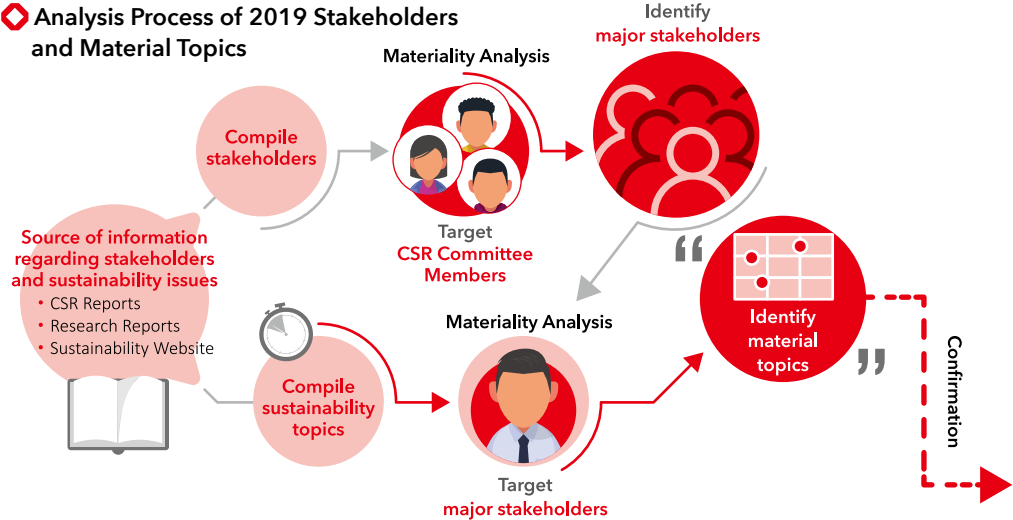 Analysis Process of 2019 Stakeholders
and Material Topics
Compile
stakeholders
Materiality Analysis
Target
CSR Committee
Members
Identify
major stakeholders
Source of information
regarding stakeholders
and sustainability issues
• CSR Reports
• Research Reports
• Sustainability Website
Compile
sustainability
topics
Materiality Analysis
Target
major stakeholders
“
Identify
material
topics
”
Confirmation